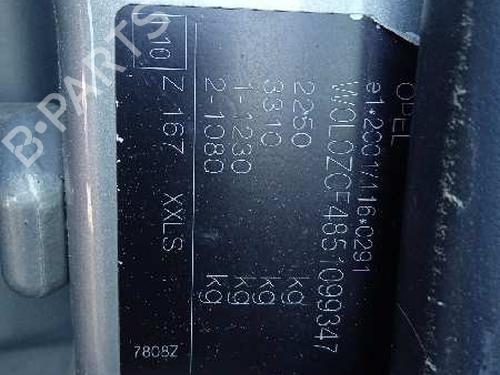 OPEL
e1*2001/116*0291
W0L0ZCF4851099347
2250 kg
3310 kg
1-1230 kg
2-1080 kg
110 Z 167 XXLS
7808Z
B-PARTS